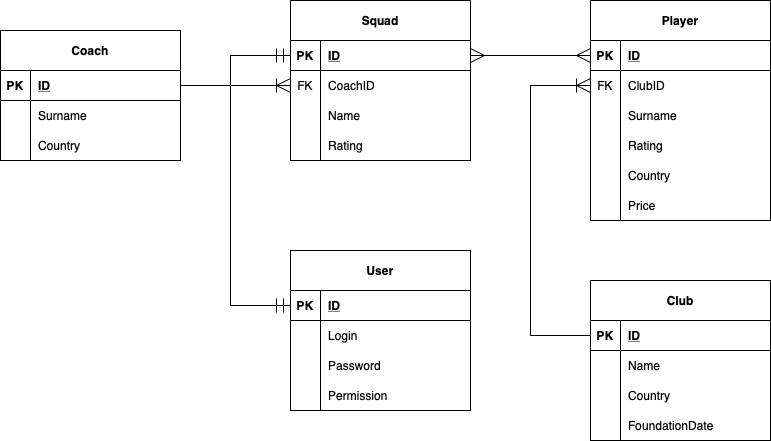 Coach
PK ID
Surname
Country
Squad
PK ID
FK CoachID
Name
Rating
Player
PK ID
FK ClubID
Surname
Rating
Country
Price
User
PK ID
Login
Password
Permission
Club
PK ID
Name
Country
FoundationDate